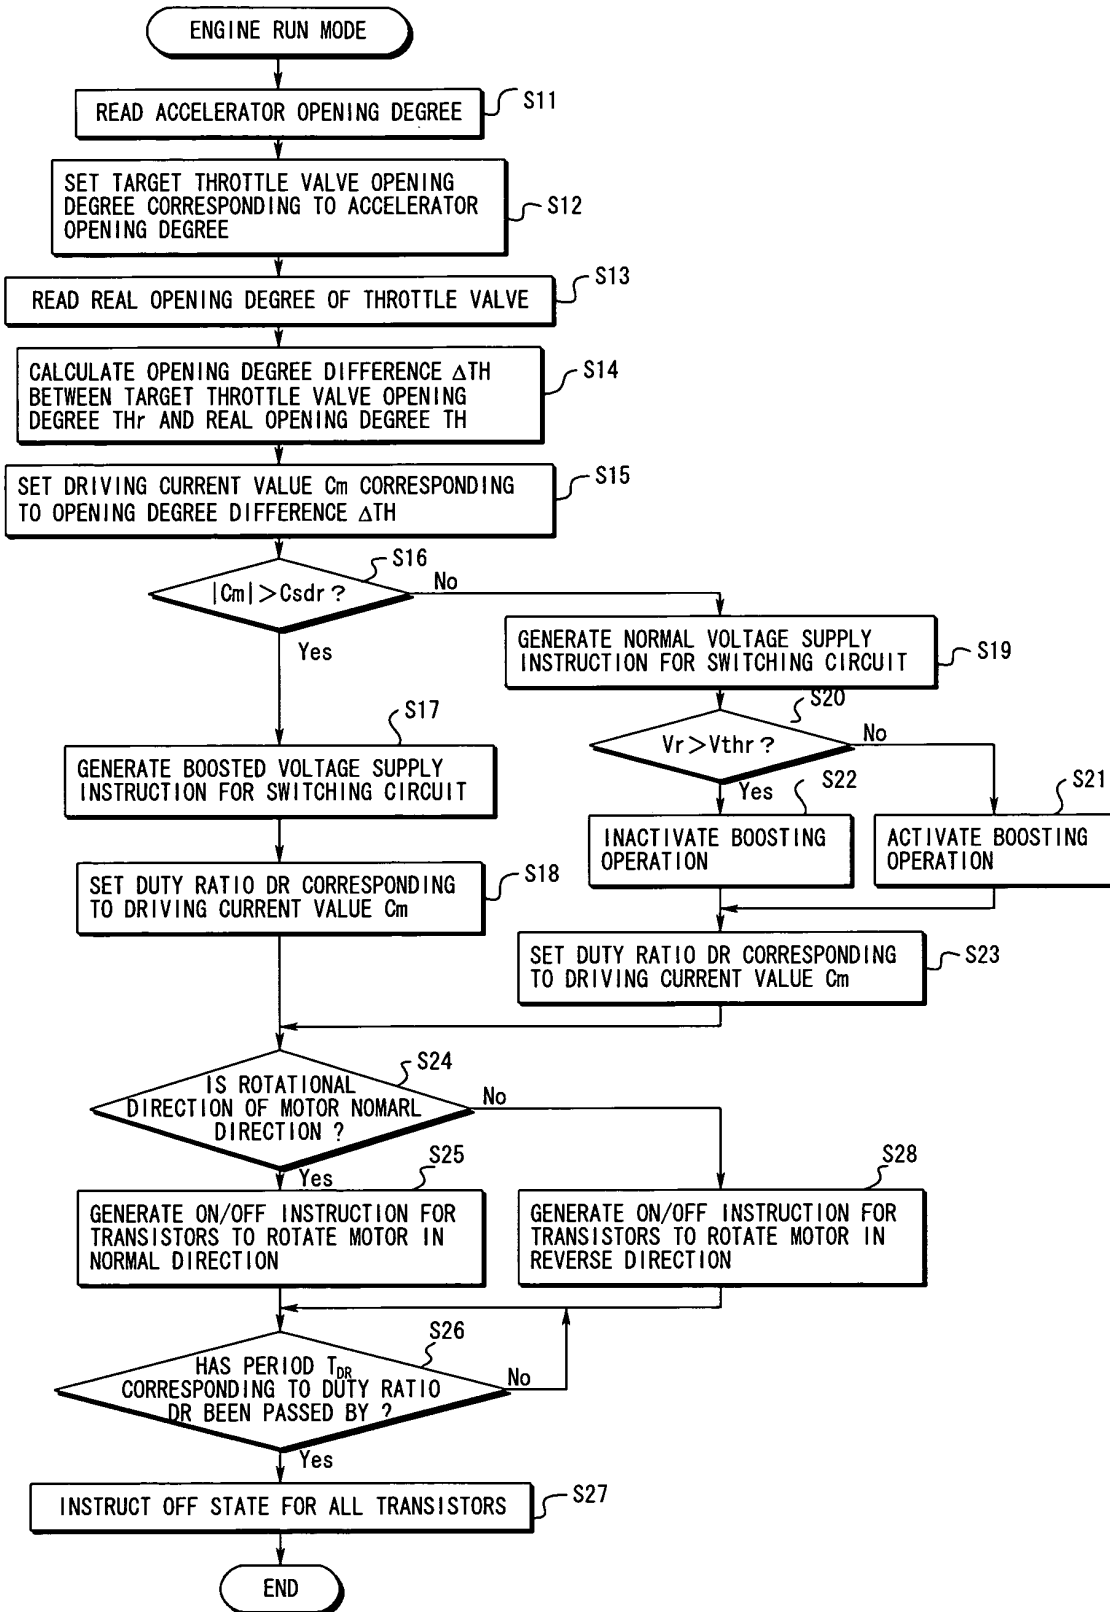 ENGINE RUN MODE
READ ACCELERATOR OPENING DEGREE
S11
SET TARGET THROTTLE VALVE OPENING
DEGREE CORRESPONDING TO ACCELERATOR
OPENING DEGREE
S12
READ REAL OPENING DEGREE OF THROTTLE VALVE
S13
CALCULATE OPENING DEGREE DIFFERENCE ΔTH
BETWEEN TARGET THROTTLE VALVE OPENING
DEGREE THr AND REAL OPENING DEGREE TH
S14
SET DRIVING CURRENT VALUE Cm CORRESPONDING
TO OPENING DEGREE DIFFERENCE ΔTH
S15
|Cm|>Csdr?
S16
No
Yes
GENERATE NORMAL VOLTAGE SUPPLY
INSTRUCTION FOR SWITCHING CIRCUIT
S19
Vr>Vthr?
S20
No
Yes
S17
GENERATE BOOSTED VOLTAGE SUPPLY
INSTRUCTION FOR SWITCHING CIRCUIT
S22
INACTIVATE BOOSTING
OPERATION
S21
ACTIVATE BOOSTING
OPERATION
SET DUTY RATIO DR CORRESPONDING
TO DRIVING CURRENT VALUE Cm
S18
SET DUTY RATIO DR CORRESPONDING
TO DRIVING CURRENT VALUE Cm
S23
S24
IS ROTATIONAL
DIRECTION OF MOTOR NOMARL
DIRECTION ?
No
Yes
S25
GENERATE ON/OFF INSTRUCTION FOR
TRANSISTORS TO ROTATE MOTOR IN
NORMAL DIRECTION
S28
GENERATE ON/OFF INSTRUCTION FOR
TRANSISTORS TO ROTATE MOTOR IN
REVERSE DIRECTION
S26
HAS PERIOD TDR
CORRESPONDING TO DUTY RATIO
DR BEEN PASSED BY ?
No
Yes
INSTRUCT OFF STATE FOR ALL TRANSISTORS
S27
END